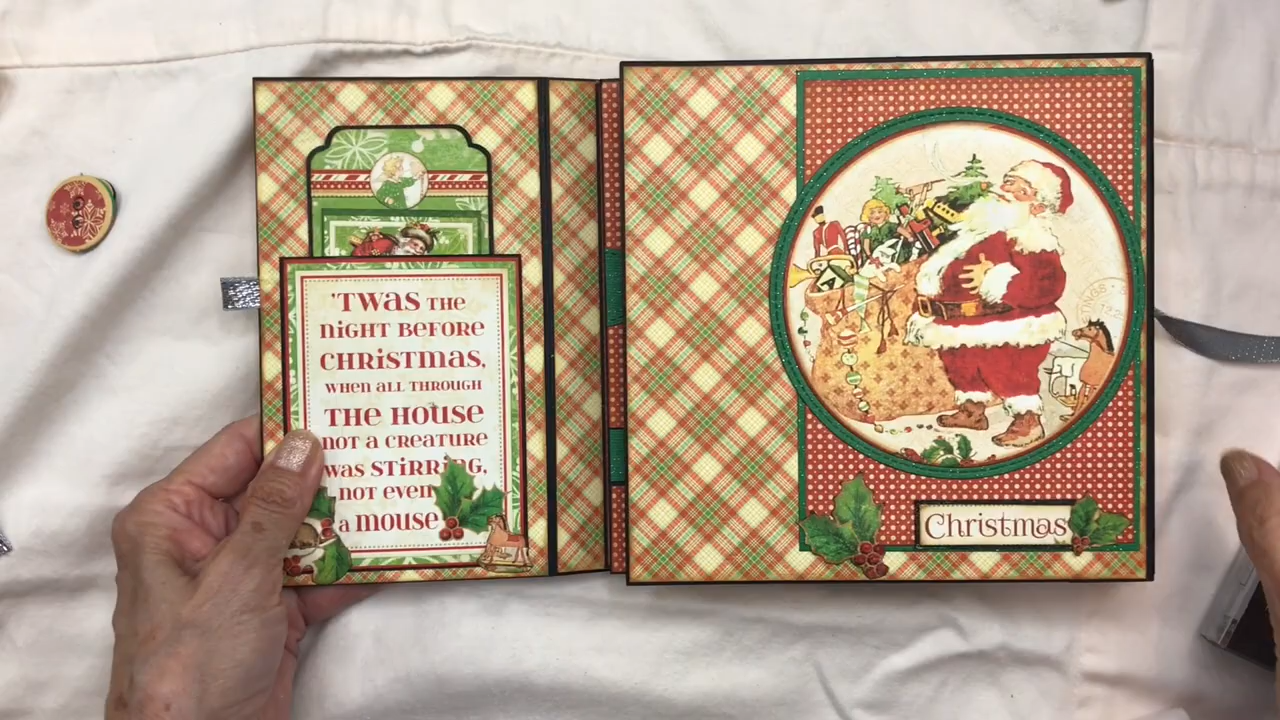 'TWAS THE
NIGHT BEFORE
CHRISTMAS,
WHEN ALL THROUGH
THE HOUSE
NOT A CREATURE
WAS STIRRING,
NOT EVEN
A MOUSE
Christmas